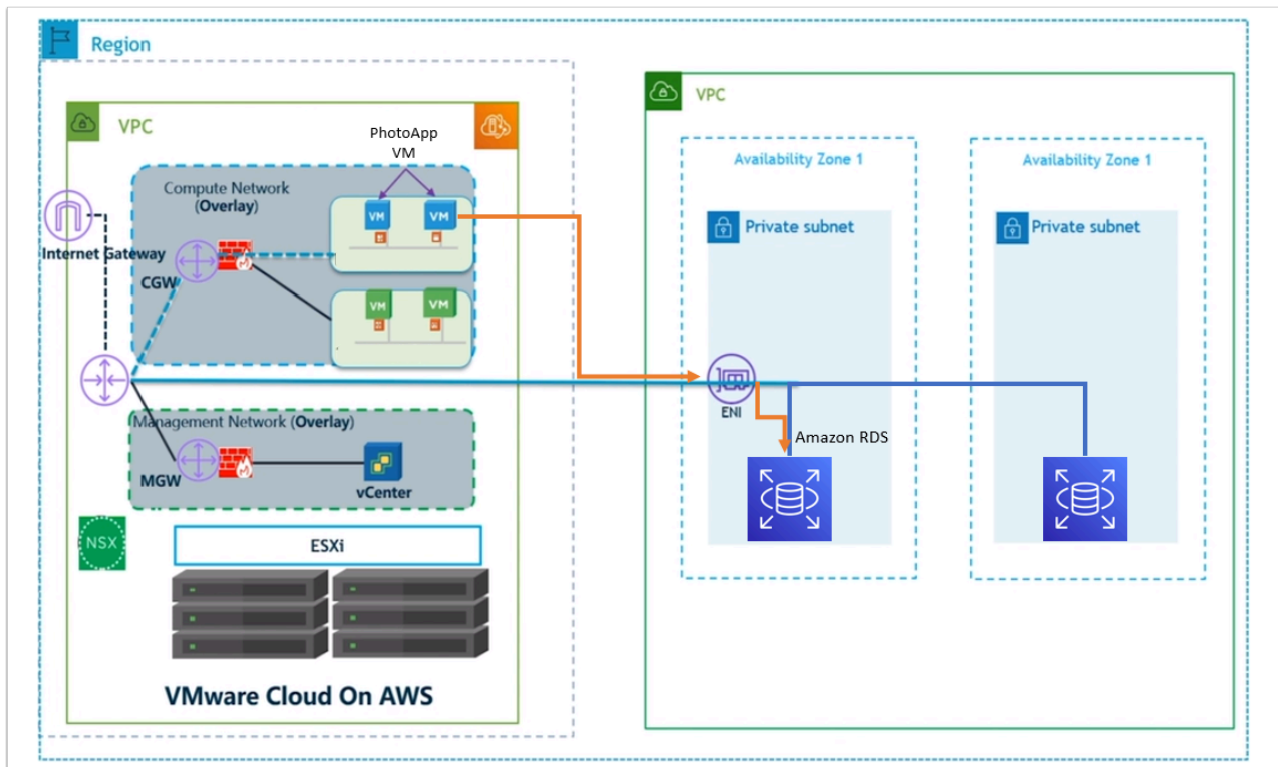 Region
VPC
PhotoApp
VM
Compute Network
(Overlay)
VM
VM
Internet Gateway
CGW
VM
VM
Management Network (Overlay)
MGW
vCenter
NSX
ESXi
VMware Cloud On AWS
VPC
Availability Zone 1
Private subnet
ENI
Amazon RDS
Availability Zone 1
Private subnet